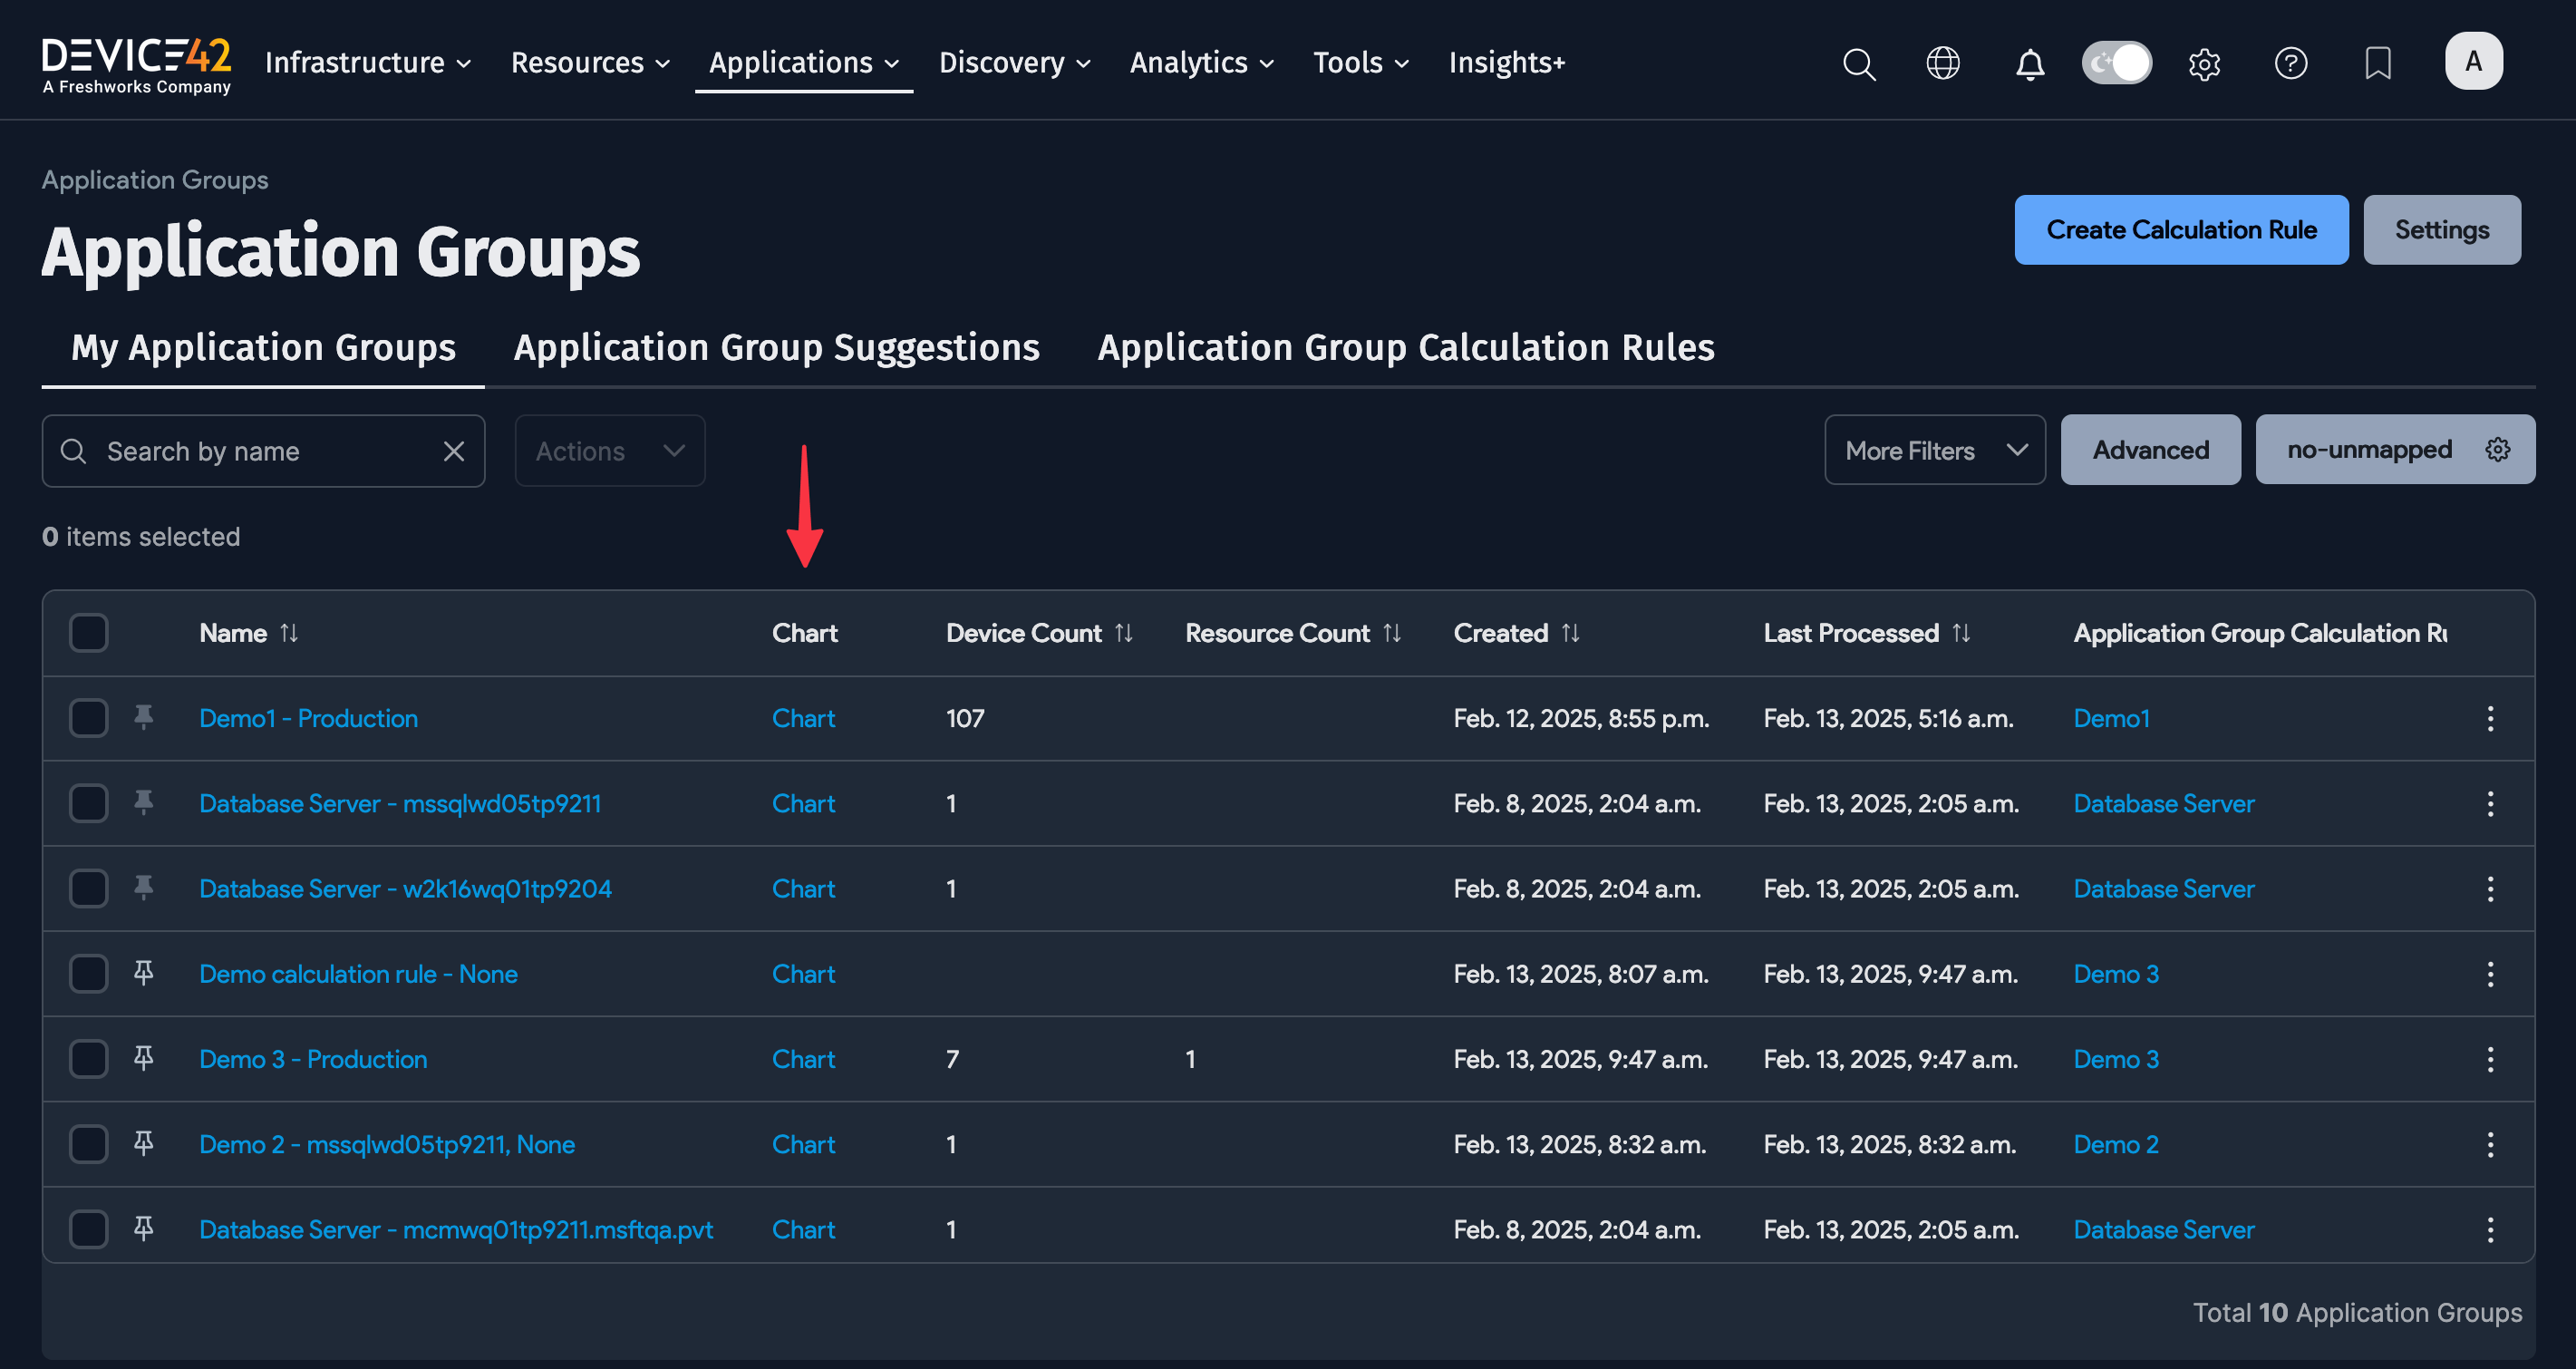 DEVICE42
A Freshworks Company
Infrastructure
Resources
Applications
Discovery
Analytics
Tools
Insights+
A
Application Groups
Application Groups
Create Calculation Rule
Settings
My Application Groups
Application Group Suggestions
Application Group Calculation Rules
Search by name
Actions
More Filters
Advanced
no-unmapped
0 items selected
Name Chart Device Count Resource Count Created Last Processed Application Group Calculation Ru
Demo1 - Production Chart 107 Feb. 12, 2025, 8:55 p.m. Feb. 13, 2025, 5:16 a.m. Demo1
Database Server - mssqlwd05tp9211 Chart 1 Feb. 8, 2025, 2:04 a.m. Feb. 13, 2025, 2:05 a.m. Database Server
Database Server - w2k16wq01tp9204 Chart 1 Feb. 8, 2025, 2:04 a.m. Feb. 13, 2025, 2:05 a.m. Database Server
Demo calculation rule - None Chart Feb. 13, 2025, 8:07 a.m. Feb. 13, 2025, 9:47 a.m. Demo 3
Demo 3 - Production Chart 7 1 Feb. 13, 2025, 9:47 a.m. Feb. 13, 2025, 9:47 a.m. Demo 3
Demo 2 - mssqlwd05tp9211, None Chart 1 Feb. 13, 2025, 8:32 a.m. Feb. 13, 2025, 8:32 a.m. Demo 2
Database Server - mcmwq01tp9211.msftqa.pvt Chart 1 Feb. 8, 2025, 2:04 a.m. Feb. 13, 2025, 2:05 a.m. Database Server
Total 10 Application Groups